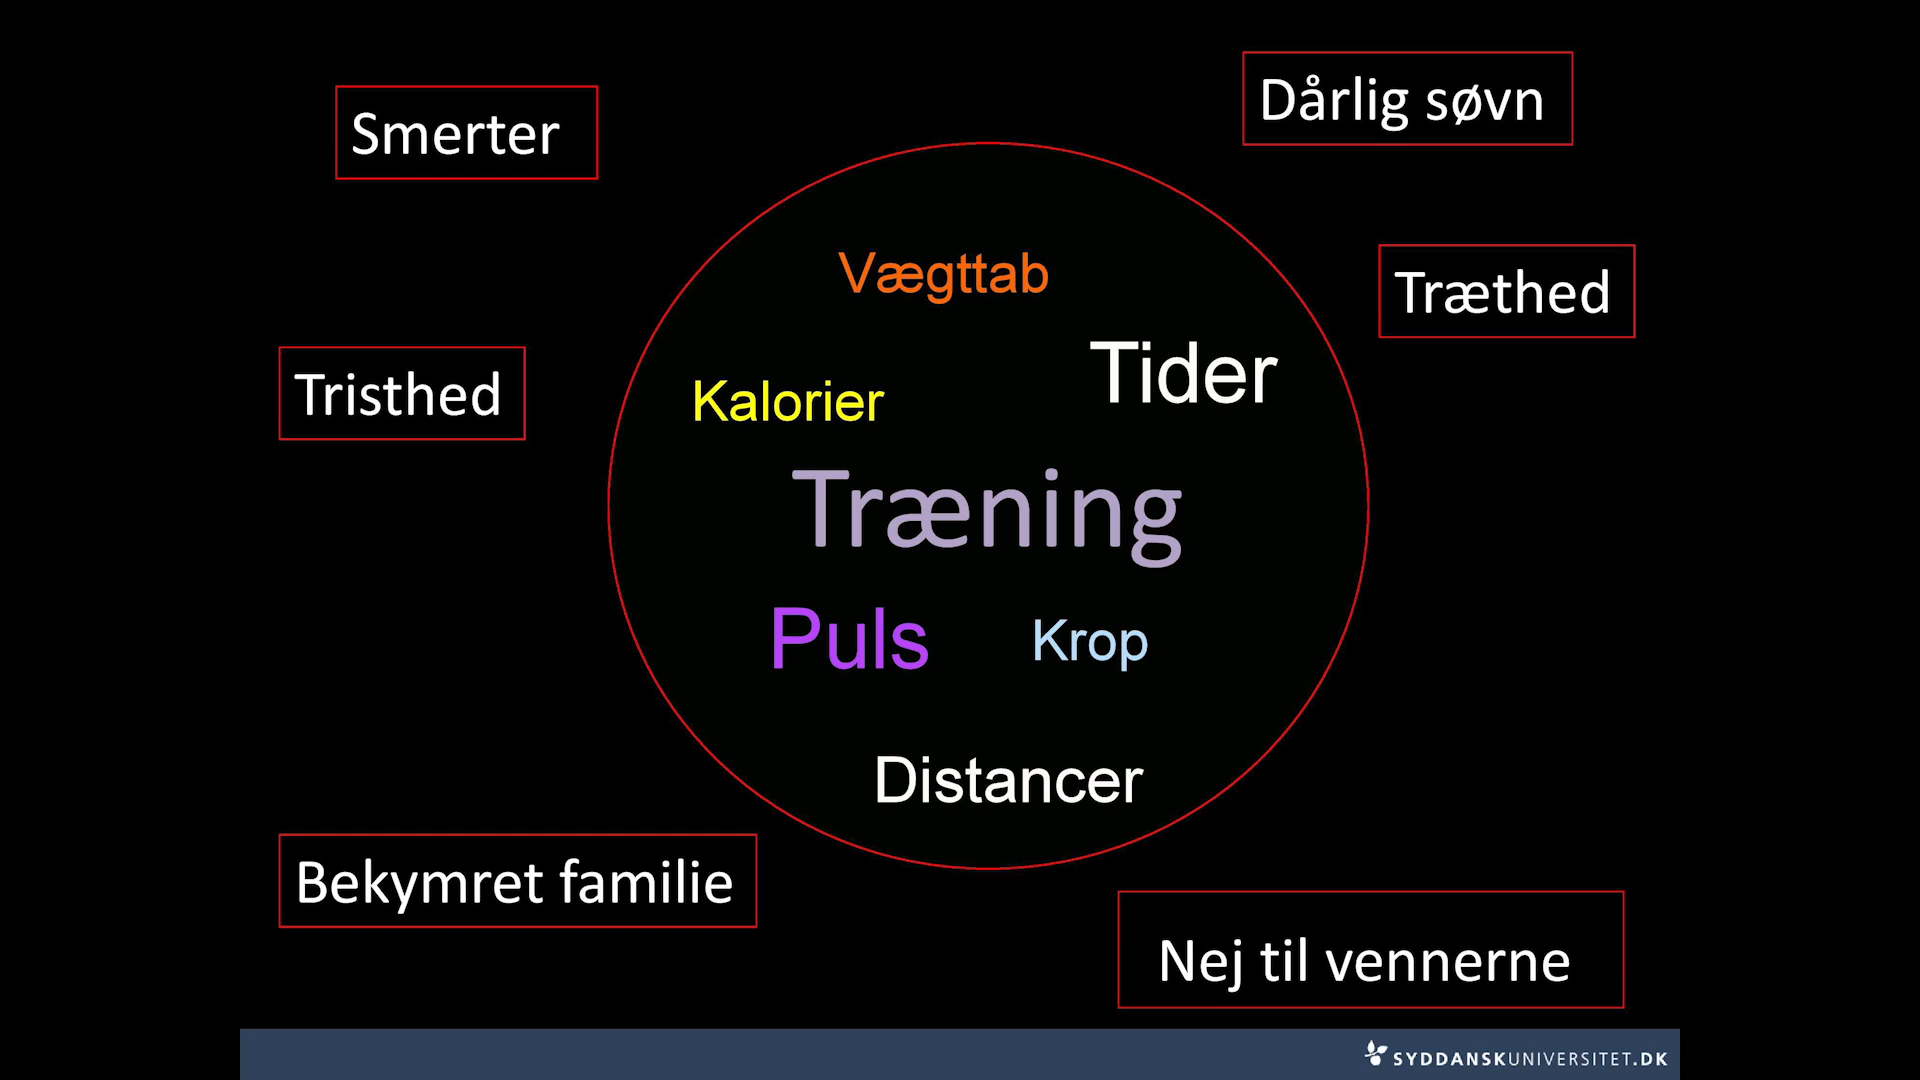 Dårlig søvn
Smerter
Vægttab
Træthed
Tider
Tristhed
Kalorier
Træning
Puls
Krop
Distancer
Bekymret familie
Nej til vennerne
SYDDANSKUNIVERSITET.DK